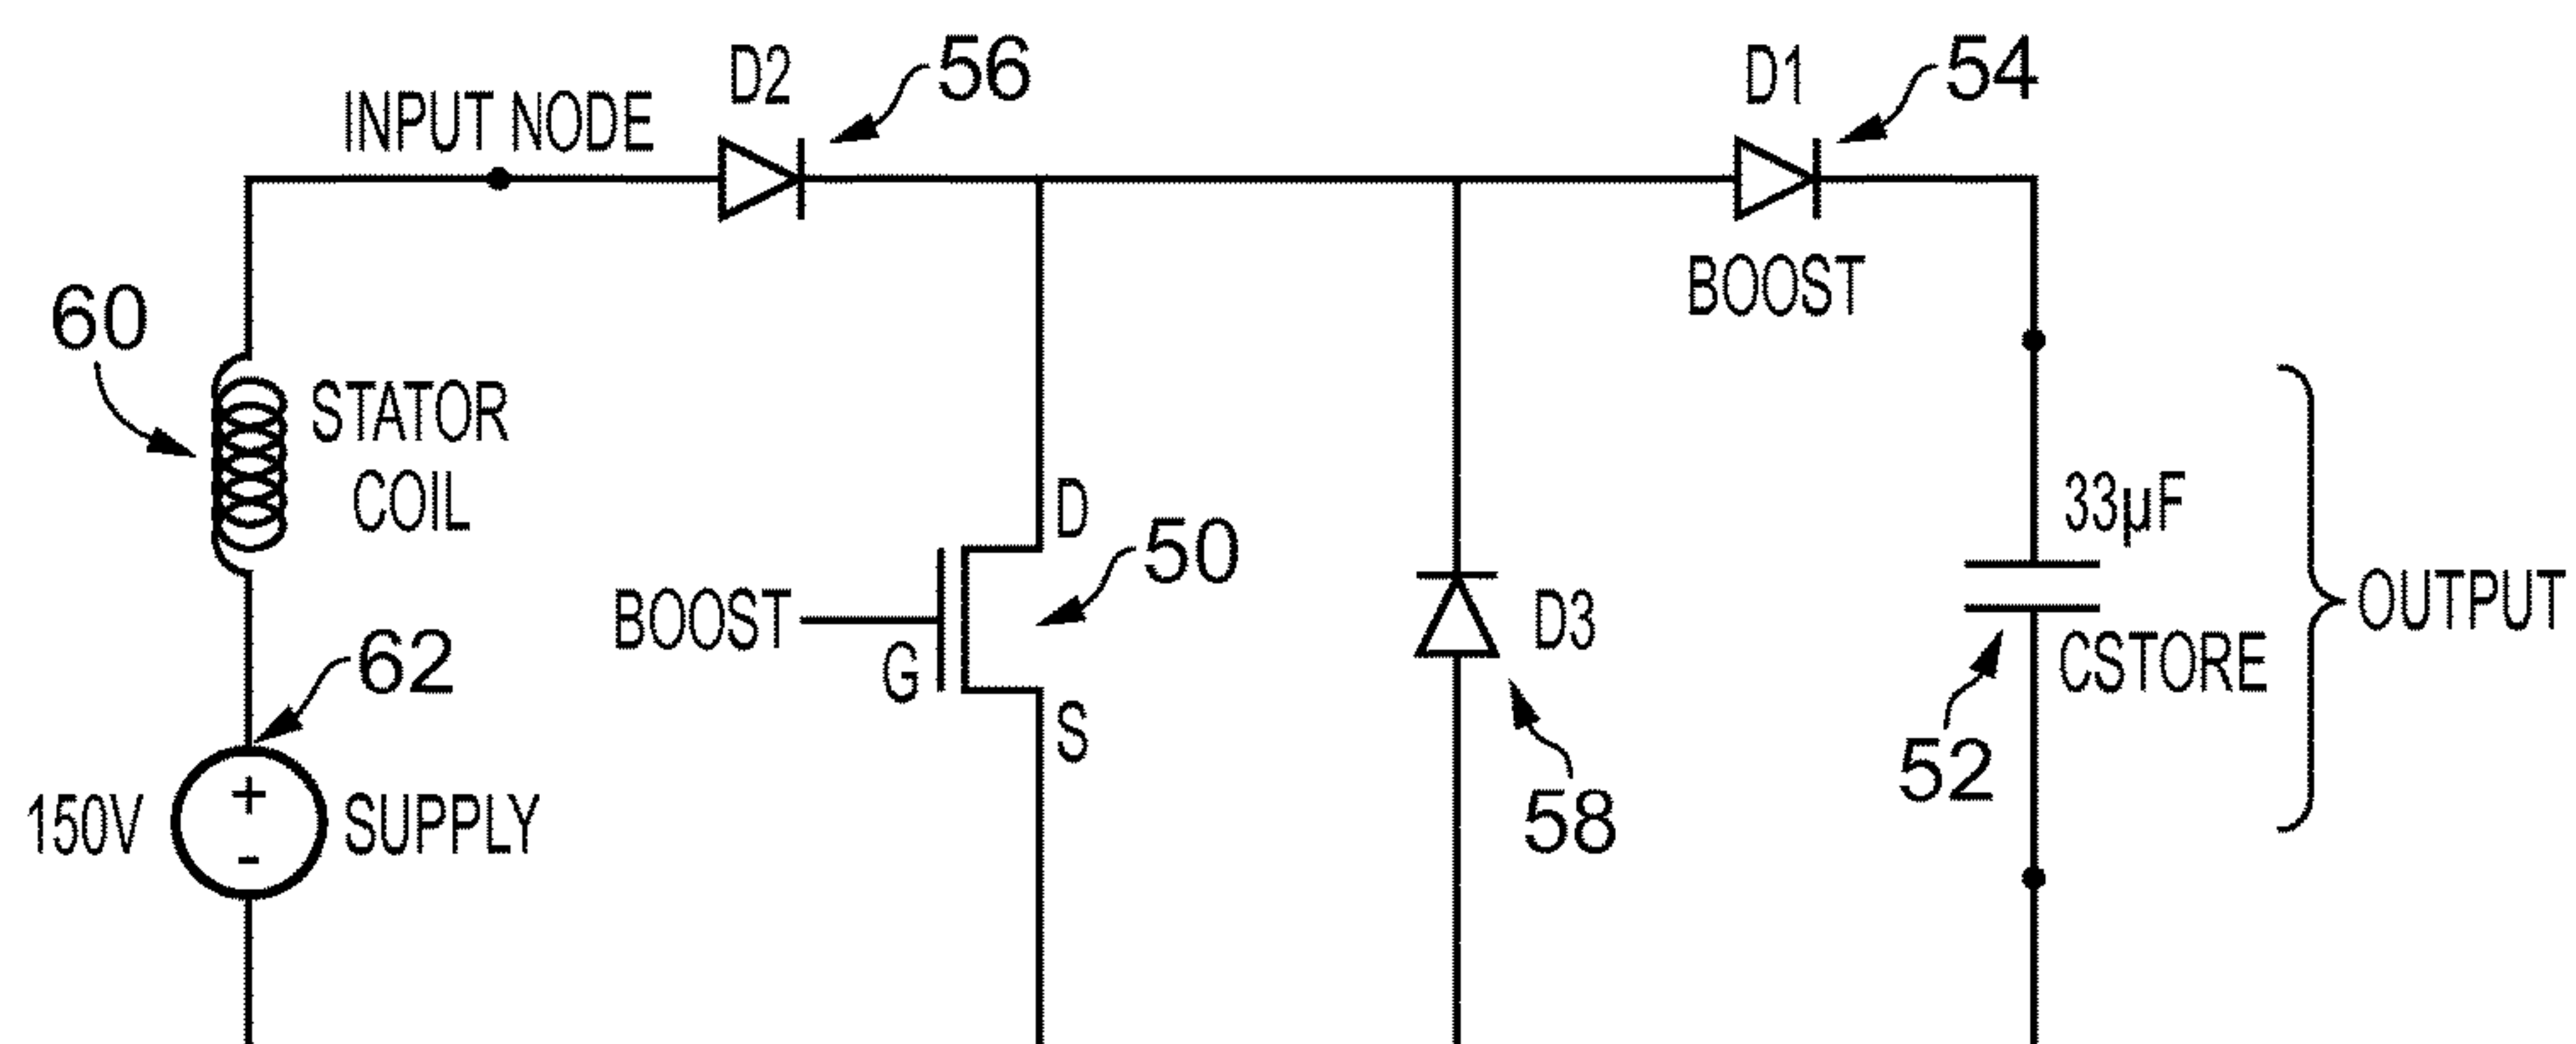 D2
56
D1
54
INPUT NODE
BOOST
60
STATOR
COIL
D
50
33µF
BOOST
G
D3
OUTPUT
62
S
CSTORE
52
150V
+
-
SUPPLY
58